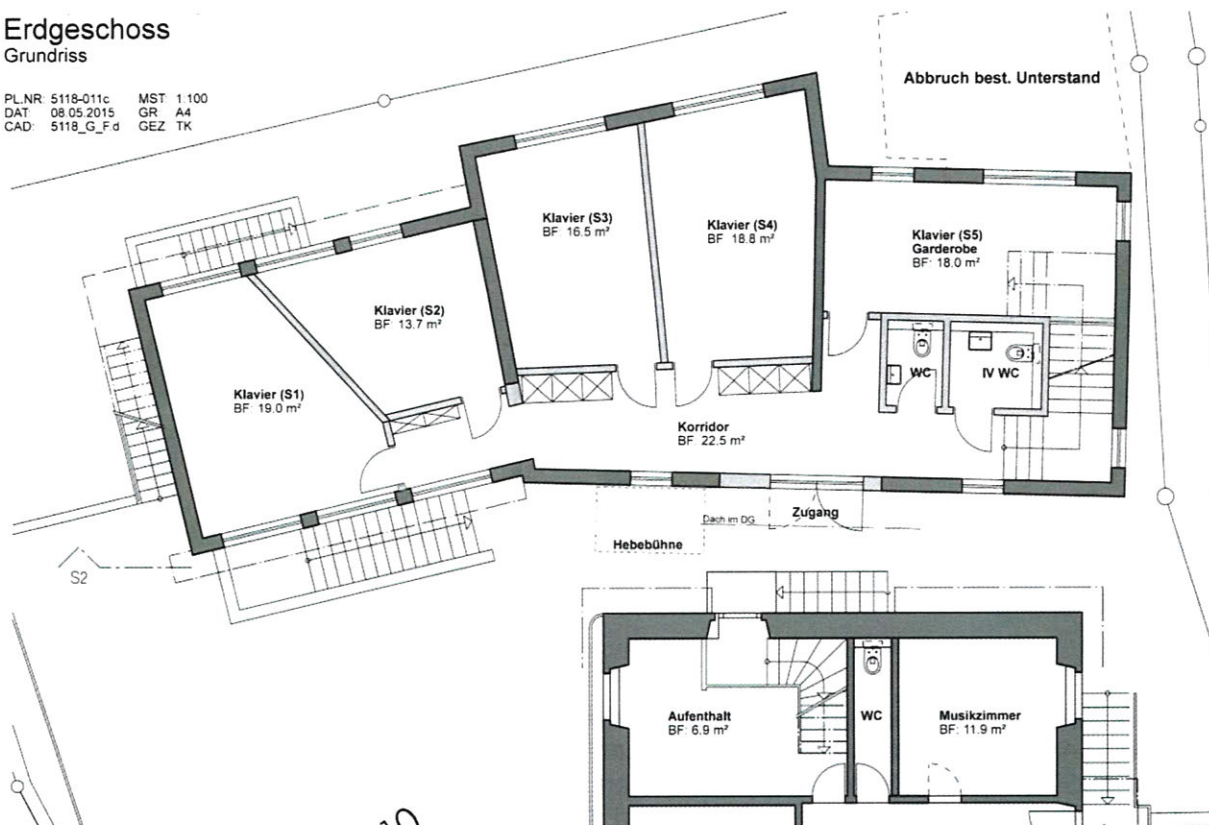 Erdgeschoss
Grundriss
PL.NR: 5118-011c MST: 1:100
DAT: 08.05.2015 GR: A4
CAD: 5118_G_F.d GEZ TK
Abbruch best. Unterstand
Klavier (S3)
BF: 16.5 m²
Klavier (S4)
BF: 18.8 m²
Klavier (S5)
Garderobe
BF: 18.0 m²
Klavier (S2)
BF: 13.7 m²
Klavier (S1)
BF: 19.0 m²
WC
IV WC
Korridor
BF: 22.5 m²
Dach im DG
Zugang
Hebebühne
S2
Aufenthalt
BF: 6.9 m²
WC
Musikzimmer
BF: 11.9 m²